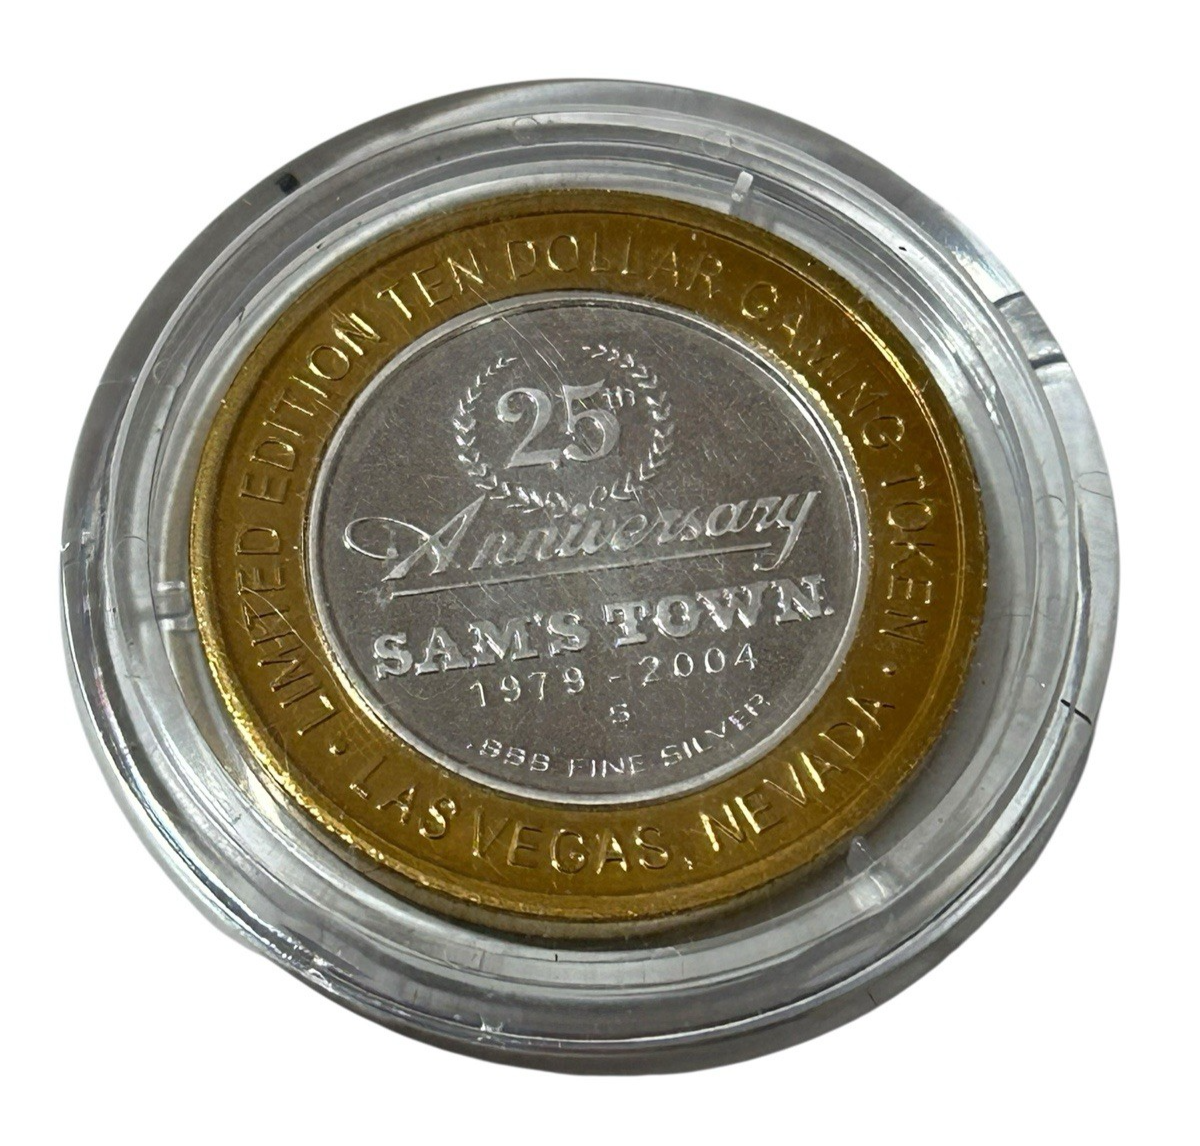 LIMITED EDITION TEN DOLLAR GAMING TOKEN
25th
Anniversary
SAM'S TOWN.
1979 - 2004
S
.999 FINE SILVER
• LAS VEGAS, NEVADA •